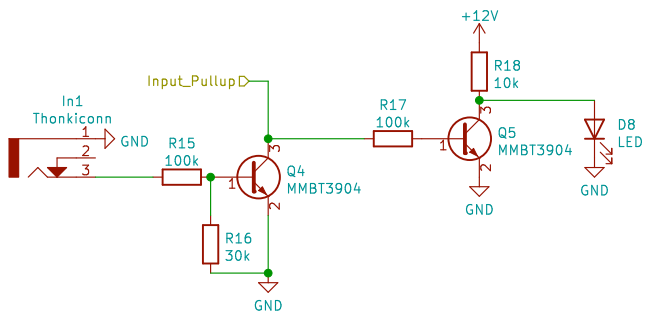 +12V
R18
10k
Input_Pullup
In1
Thonkiconn
1
GND
2
3
R15
100k
1
3
Q4
MMBT3904
2
R16
30k
GND
R17
100k
1
3
Q5
MMBT3904
2
GND
D8
LED
GND